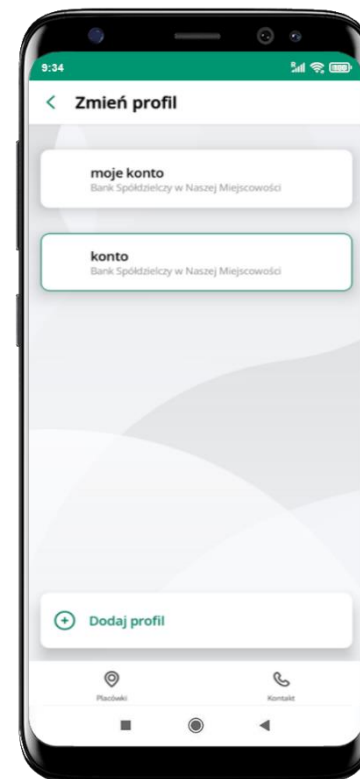 9:34
Zmień profil
moje konto
Bank Spółdzielczy w Naszej Miejscowości
konto
Bank Spółdzielczy w Naszej Miejscowości
Dodaj profil
Placówki
Kontakt